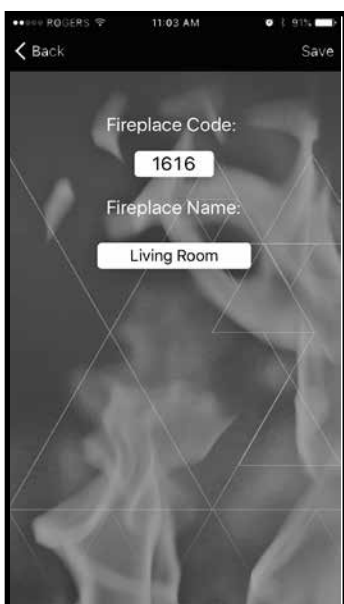 ROGERS 11:03 AM 91%
Back Save
Fireplace Code:
1616
Fireplace Name:
Living Room